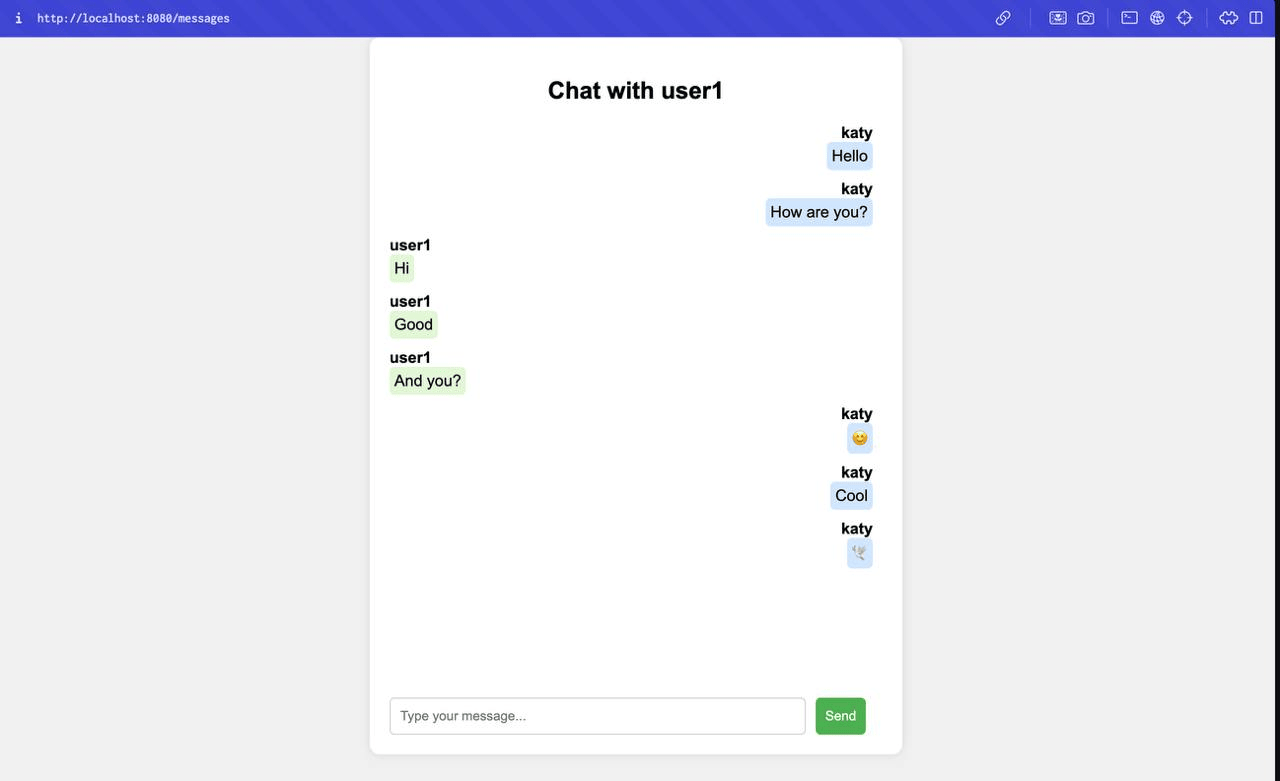 i http://localhost:8080/messages
Chat with user1
katy
Hello
katy
How are you?
user1
Hi
user1
Good
user1
And you?
katy
😊
katy
Cool
katy
🕊️
Type your message... Send